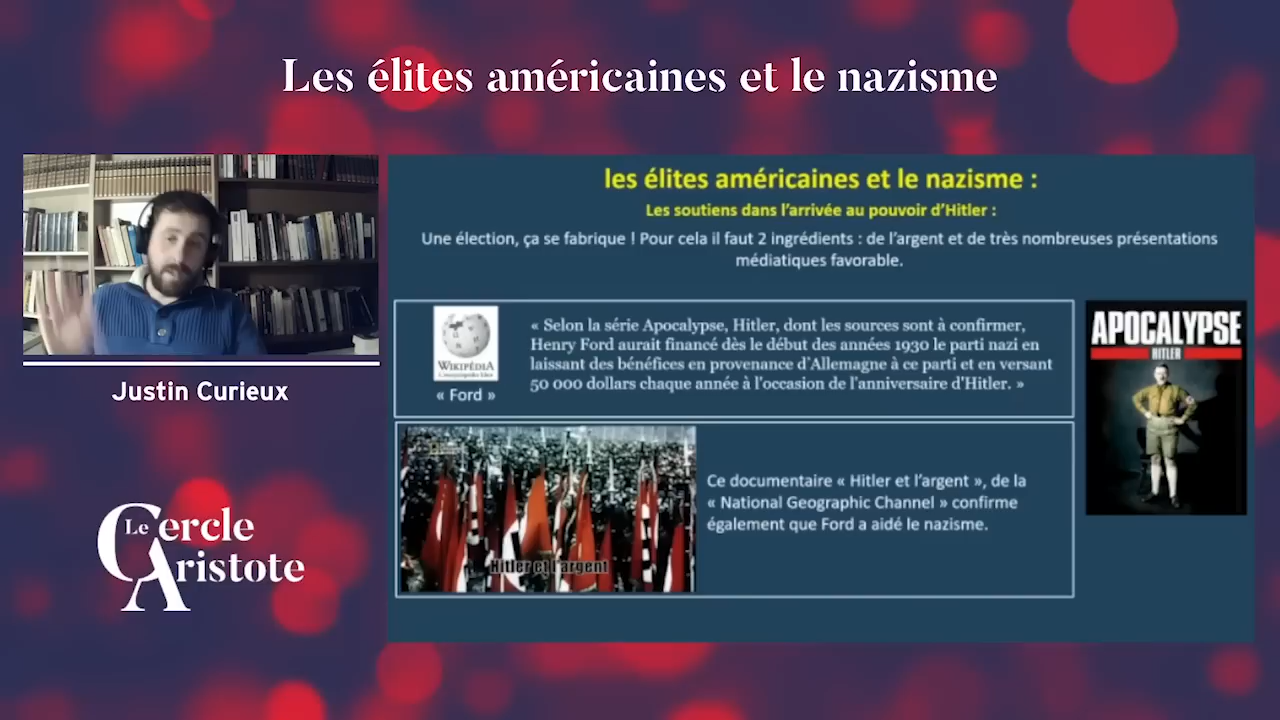 Les élites américaines et le nazisme
Justin Curieux
Le Cercle
Aristote
les élites américaines et le nazisme :
Les soutiens dans l'arrivée au pouvoir d'Hitler :
Une élection, ça se fabrique ! Pour cela il faut 2 ingrédients : de l'argent et de très nombreuses présentations
médiatiques favorable.
WIKIPÉDIA
L'encyclopédie libre
« Ford »
« Selon la série Apocalypse, Hitler, dont les sources sont à confirmer,
Henry Ford aurait financé dès le début des années 1930 le parti nazi en
laissant des bénéfices en provenance d'Allemagne à ce parti et en versant
50 000 dollars chaque année à l'occasion de l'anniversaire d'Hitler. »
APOCALYPSE
HITLER
Hitler et l'argent
Ce documentaire « Hitler et l'argent », de la
« National Geographic Channel » confirme
également que Ford a aidé le nazisme.